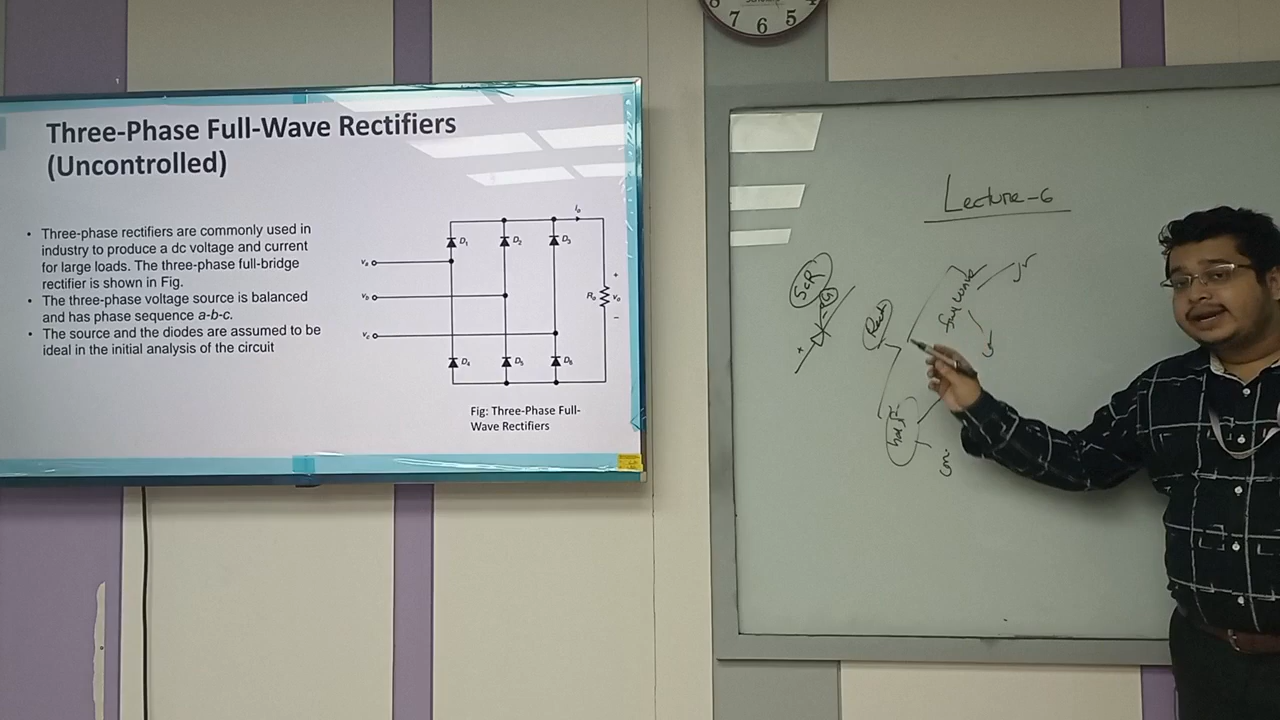 7 6 5
Three-Phase Full-Wave Rectifiers
(Uncontrolled)
• Three-phase rectifiers are commonly used in
industry to produce a dc voltage and current
for large loads. The three-phase full-bridge
rectifier is shown in Fig.
• The three-phase voltage source is balanced
and has phase sequence a-b-c.
• The source and the diodes are assumed to be
ideal in the initial analysis of the circuit
iₒ
D₁ D₂ D₃
vₐ
v_b
v_c
+
Rₒ vₒ
−
D₄ D₅ D₆
Fig: Three-Phase Full-
Wave Rectifiers
Lecture-6
SCR
G
+
Rect
full wave
half